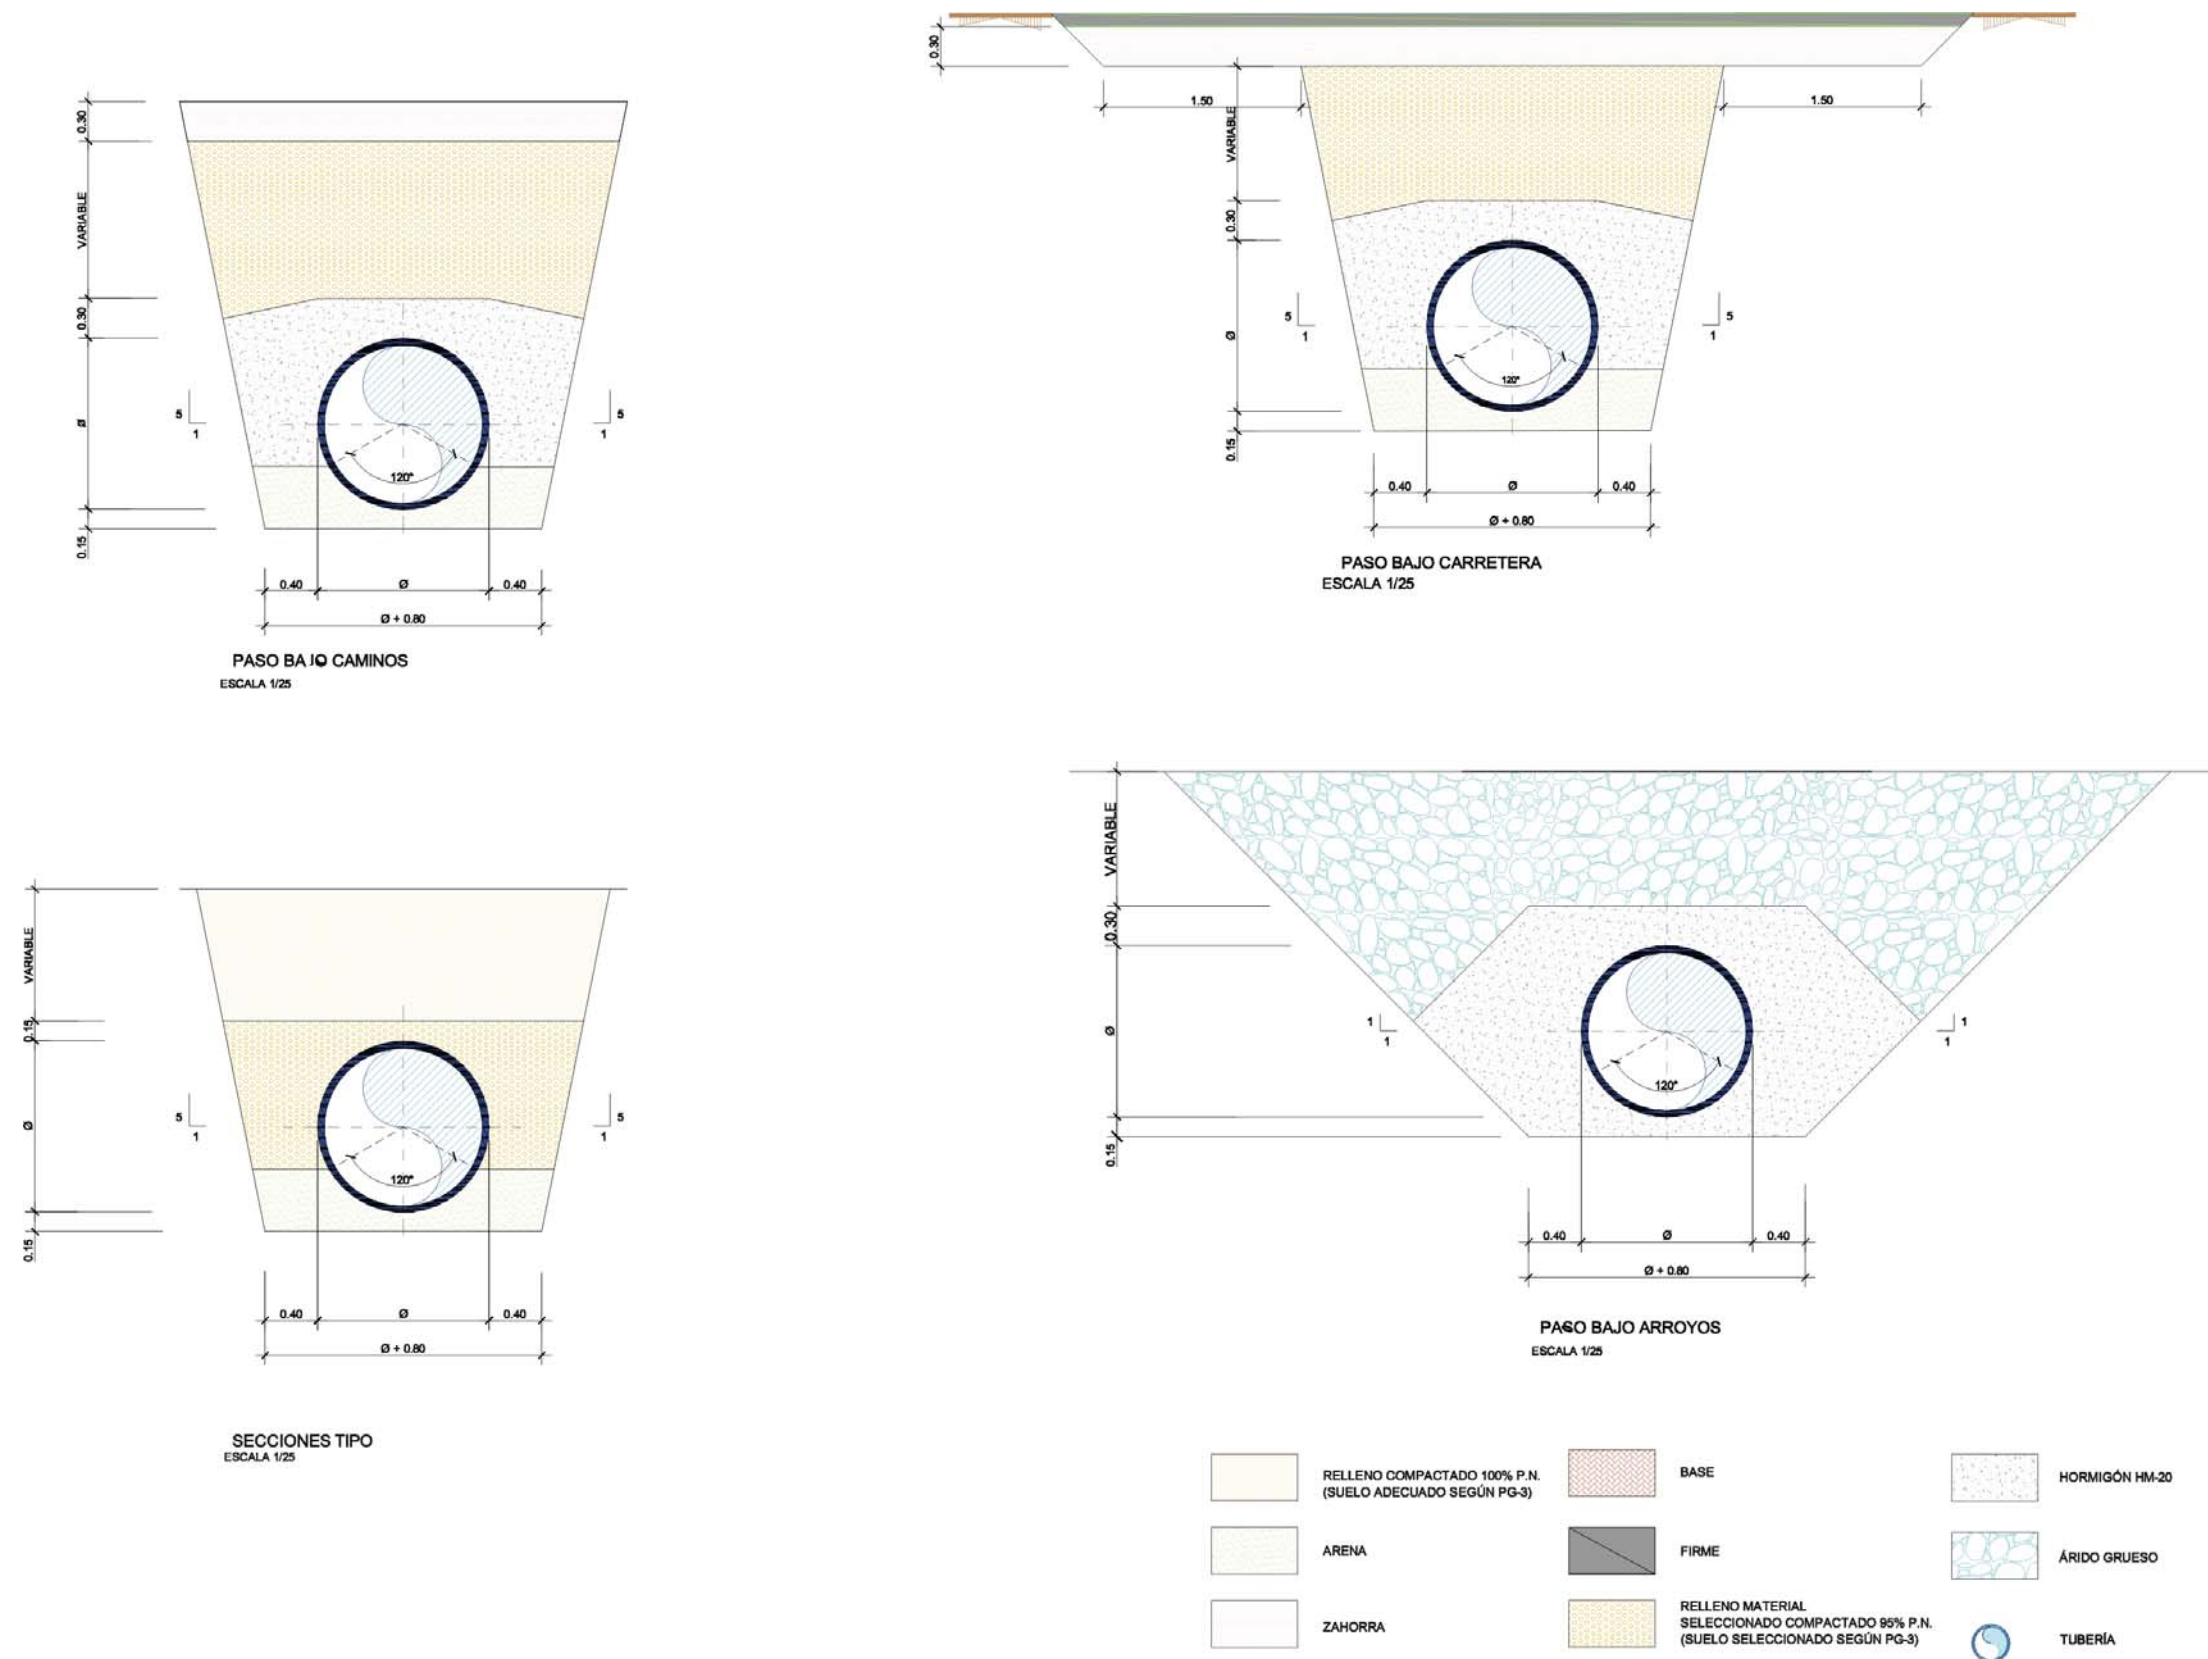 0.30
VARIABLE
0.30
Ø
0.15
5
1
5
1
120°
0.40 Ø 0.40
Ø + 0.80
PASO BAJO CAMINOS
ESCALA 1/25
0.30
1.50
1.50
VARIABLE
0.30
Ø
0.15
5
1
5
1
120°
0.40 Ø 0.40
Ø + 0.80
PASO BAJO CARRETERA
ESCALA 1/25
VARIABLE
0.15
Ø
0.15
5
1
5
1
120°
0.40 Ø 0.40
Ø + 0.80
SECCIONES TIPO
ESCALA 1/25
VARIABLE
0.30
Ø
0.15
1
1
1
1
120°
0.40 Ø 0.40
Ø + 0.80
PASO BAJO ARROYOS
ESCALA 1/25
RELLENO COMPACTADO 100% P.N.
(SUELO ADECUADO SEGÚN PG-3)
ARENA
ZAHORRA
BASE
FIRME
RELLENO MATERIAL
SELECCIONADO COMPACTADO 95% P.N.
(SUELO SELECCIONADO SEGÚN PG-3)
HORMIGÓN HM-20
ÁRIDO GRUESO
TUBERÍA